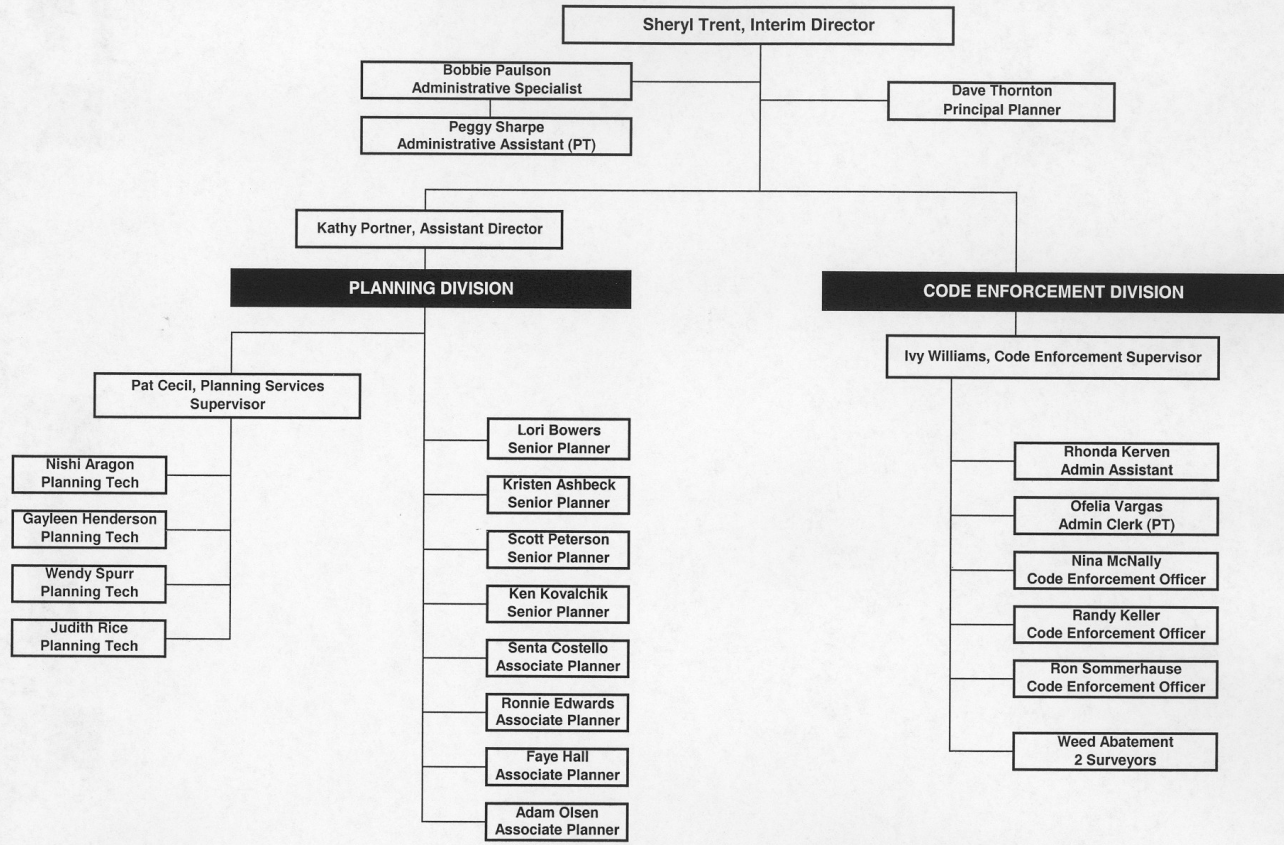 Sheryl Trent, Interim Director
Bobbie Paulson
Administrative Specialist
Dave Thornton
Principal Planner
Peggy Sharpe
Administrative Assistant (PT)
Kathy Portner, Assistant Director
PLANNING DIVISION
CODE ENFORCEMENT DIVISION
Pat Cecil, Planning Services
Supervisor
Nishi Aragon
Planning Tech
Gayleen Henderson
Planning Tech
Wendy Spurr
Planning Tech
Judith Rice
Planning Tech
Lori Bowers
Senior Planner
Kristen Ashbeck
Senior Planner
Scott Peterson
Senior Planner
Ken Kovalchik
Senior Planner
Senta Costello
Associate Planner
Ronnie Edwards
Associate Planner
Faye Hall
Associate Planner
Adam Olsen
Associate Planner
Ivy Williams, Code Enforcement Supervisor
Rhonda Kerven
Admin Assistant
Ofelia Vargas
Admin Clerk (PT)
Nina McNally
Code Enforcement Officer
Randy Keller
Code Enforcement Officer
Ron Sommerhause
Code Enforcement Officer
Weed Abatement
2 Surveyors